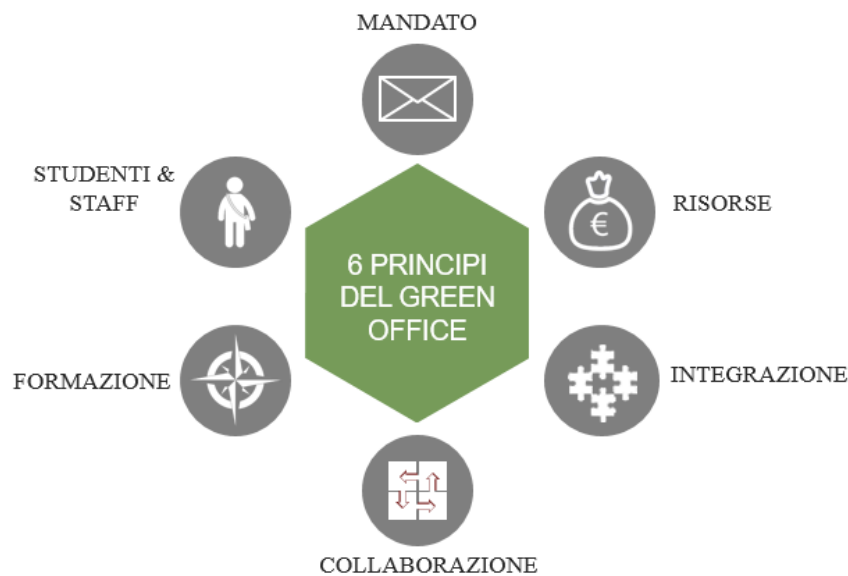 MANDATO
STUDENTI &
STAFF
RISORSE
€
6 PRINCIPI
DEL GREEN
OFFICE
FORMAZIONE
INTEGRAZIONE
COLLABORAZIONE